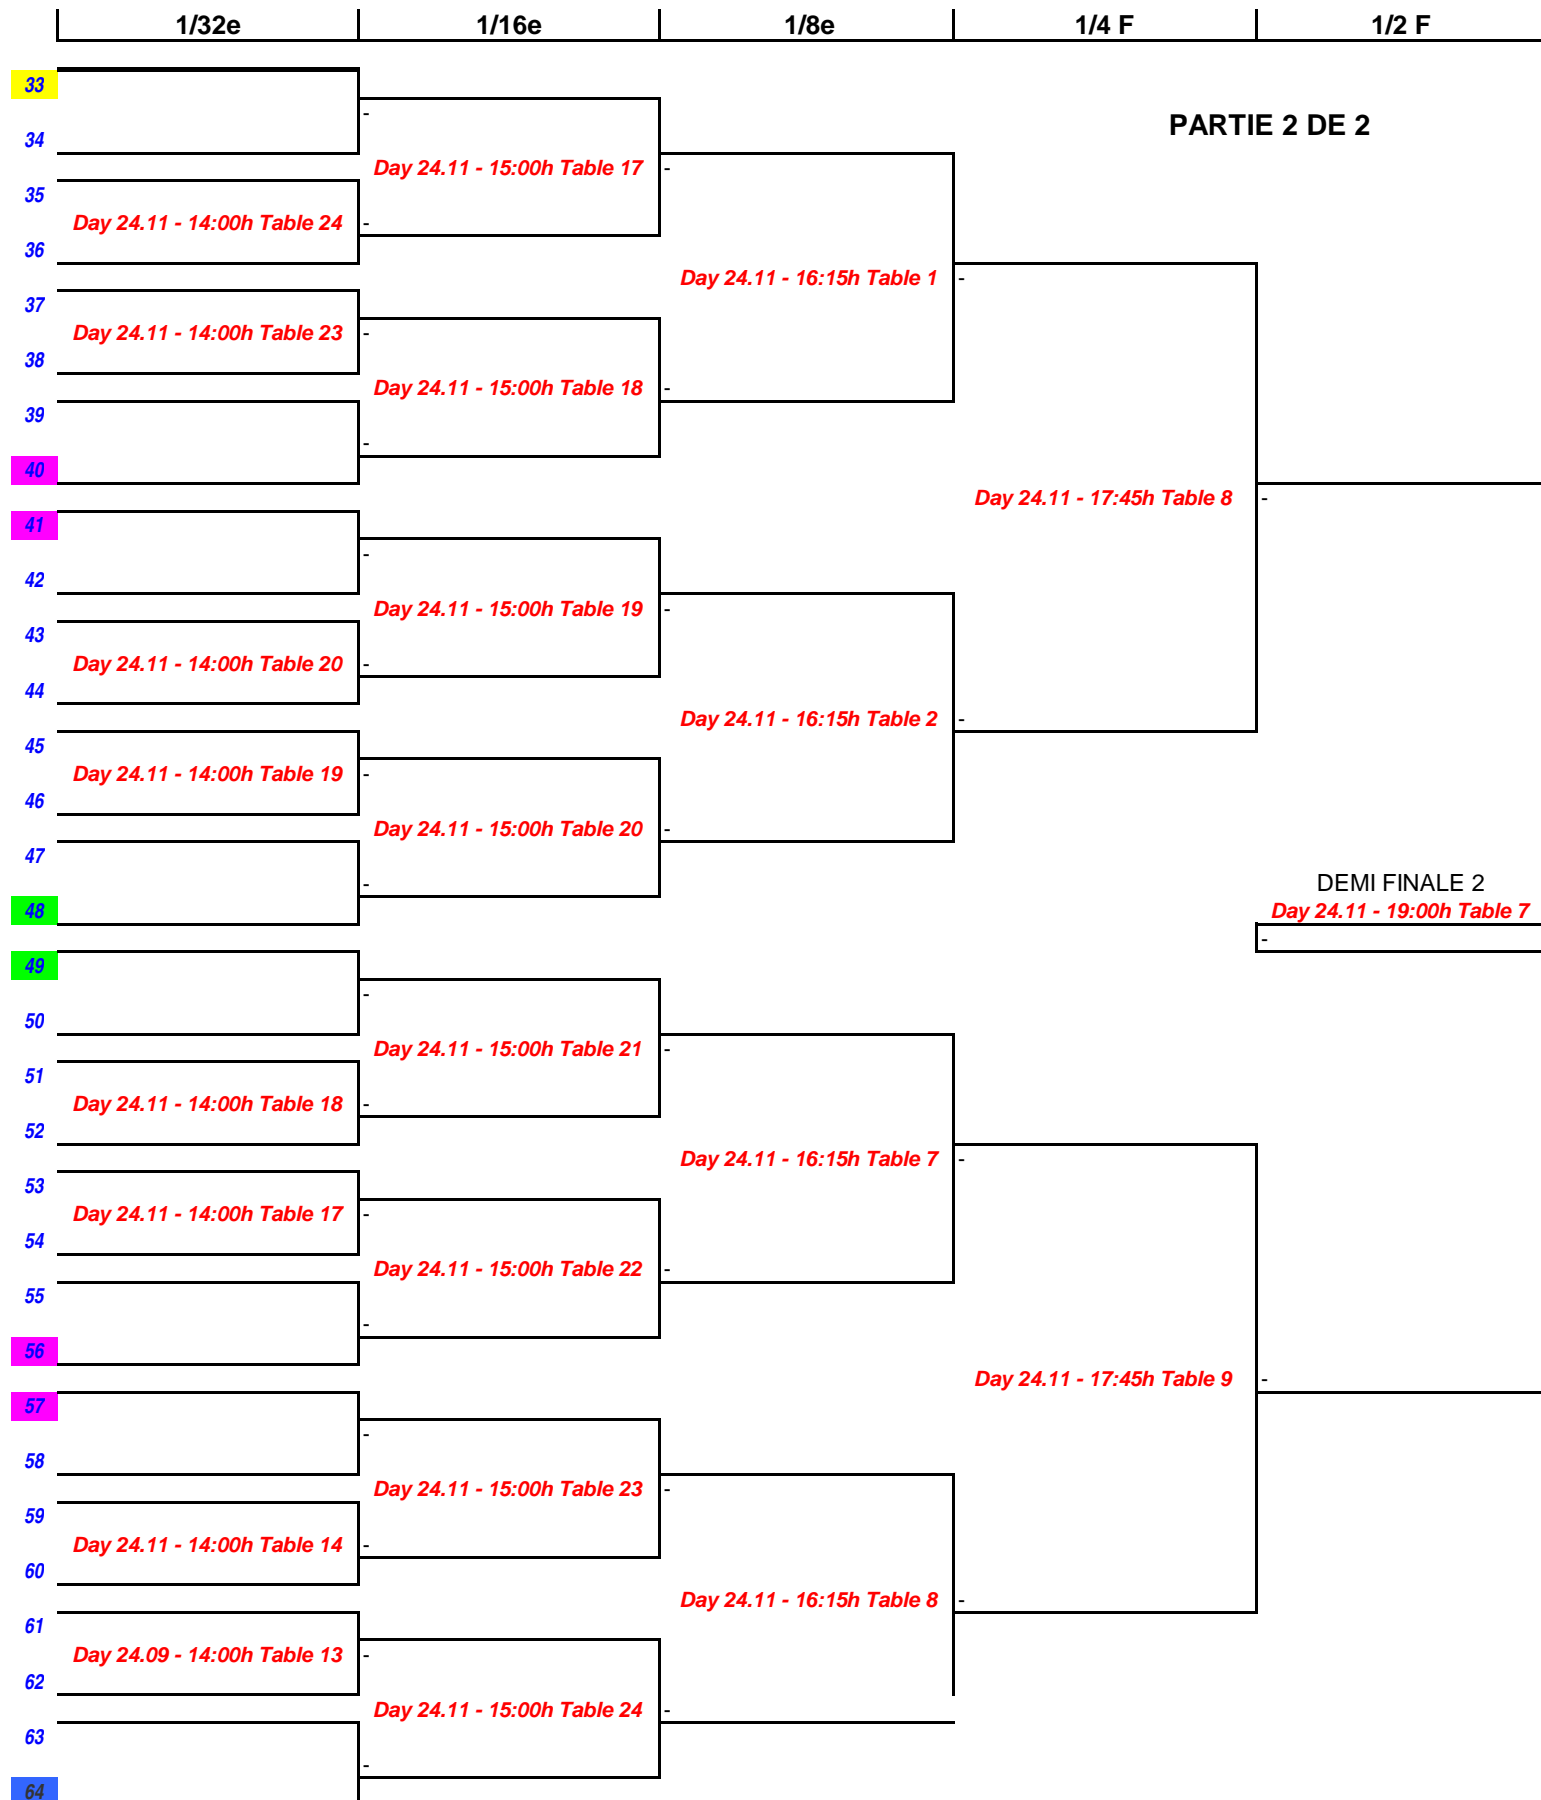 1/32e 1/16e 1/8e 1/4 F 1/2 F
33
-
PARTIE 2 DE 2
34
Day 24.11 - 15:00h Table 17 -
35
Day 24.11 - 14:00h Table 24 -
36
Day 24.11 - 16:15h Table 1 -
37
Day 24.11 - 14:00h Table 23 -
38
Day 24.11 - 15:00h Table 18 -
39
-
40
Day 24.11 - 17:45h Table 8 -
41
-
42
Day 24.11 - 15:00h Table 19 -
43
Day 24.11 - 14:00h Table 20 -
44
Day 24.11 - 16:15h Table 2 -
45
Day 24.11 - 14:00h Table 19 -
46
Day 24.11 - 15:00h Table 20 -
47
-
DEMI FINALE 2
48
Day 24.11 - 19:00h Table 7
-
49
-
50
Day 24.11 - 15:00h Table 21 -
51
Day 24.11 - 14:00h Table 18 -
52
Day 24.11 - 16:15h Table 7 -
53
Day 24.11 - 14:00h Table 17 -
54
Day 24.11 - 15:00h Table 22 -
55
-
56
Day 24.11 - 17:45h Table 9 -
57
-
58
Day 24.11 - 15:00h Table 23 -
59
Day 24.11 - 14:00h Table 14 -
60
Day 24.11 - 16:15h Table 8 -
61
Day 24.09 - 14:00h Table 13 -
62
Day 24.11 - 15:00h Table 24 -
63
-
64